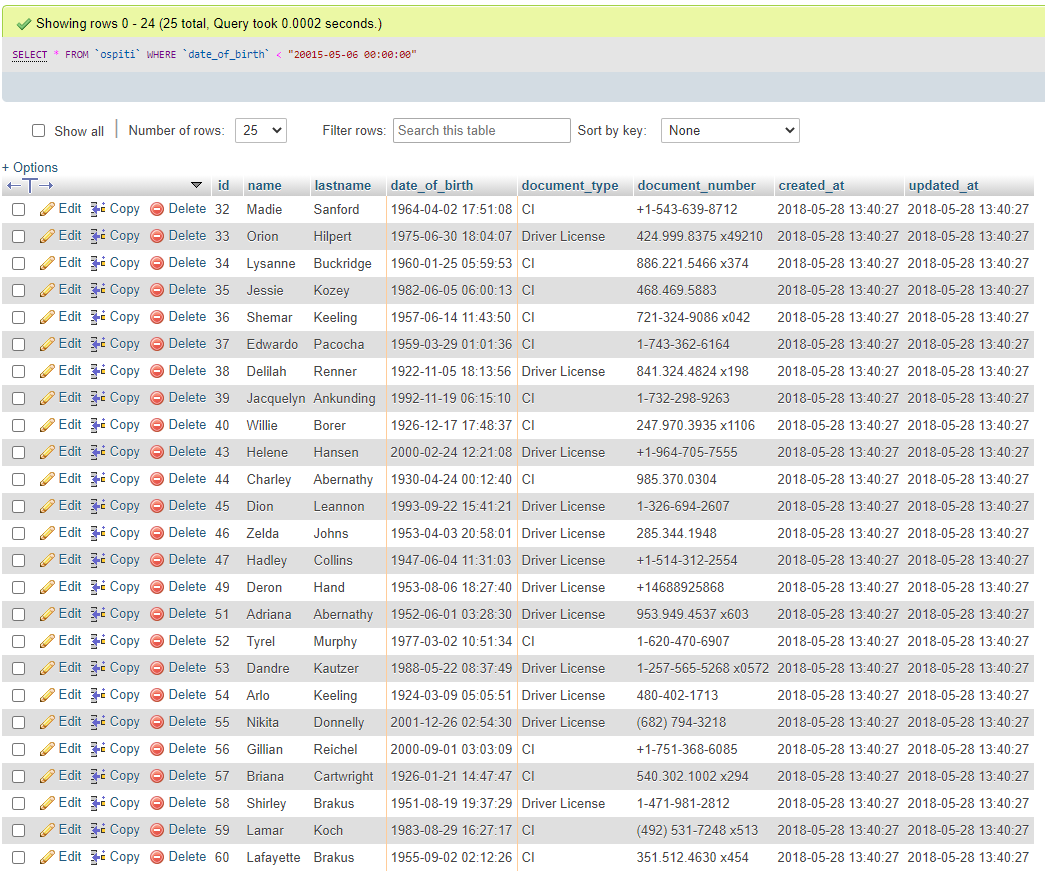 Showing rows 0 - 24 (25 total, Query took 0.0002 seconds.)
SELECT * FROM `ospiti` WHERE `date_of_birth` < "20015-05-06 00:00:00"
Show all Number of rows: 25 Filter rows: Search this table Sort by key: None
+ Options
←T→ id name lastname date_of_birth document_type document_number created_at updated_at
Edit Copy Delete 32 Madie Sanford 1964-04-02 17:51:08 CI +1-543-639-8712 2018-05-28 13:40:27 2018-05-28 13:40:27
Edit Copy Delete 33 Orion Hilpert 1975-06-30 18:04:07 Driver License 424.999.8375 x49210 2018-05-28 13:40:27 2018-05-28 13:40:27
Edit Copy Delete 34 Lysanne Buckridge 1960-01-25 05:59:53 CI 886.221.5466 x374 2018-05-28 13:40:27 2018-05-28 13:40:27
Edit Copy Delete 35 Jessie Kozey 1982-06-05 06:00:13 CI 468.469.5883 2018-05-28 13:40:27 2018-05-28 13:40:27
Edit Copy Delete 36 Shemar Keeling 1957-06-14 11:43:50 CI 721-324-9086 x042 2018-05-28 13:40:27 2018-05-28 13:40:27
Edit Copy Delete 37 Edwardo Pacocha 1959-03-29 01:01:36 CI 1-743-362-6164 2018-05-28 13:40:27 2018-05-28 13:40:27
Edit Copy Delete 38 Delilah Renner 1922-11-05 18:13:56 Driver License 841.324.4824 x198 2018-05-28 13:40:27 2018-05-28 13:40:27
Edit Copy Delete 39 Jacquelyn Ankunding 1992-11-19 06:15:10 CI 1-732-298-9263 2018-05-28 13:40:27 2018-05-28 13:40:27
Edit Copy Delete 40 Willie Borer 1926-12-17 17:48:37 CI 247.970.3935 x1106 2018-05-28 13:40:27 2018-05-28 13:40:27
Edit Copy Delete 43 Helene Hansen 2000-02-24 12:21:08 Driver License +1-964-705-7555 2018-05-28 13:40:27 2018-05-28 13:40:27
Edit Copy Delete 44 Charley Abernathy 1930-04-24 00:12:40 CI 985.370.0304 2018-05-28 13:40:27 2018-05-28 13:40:27
Edit Copy Delete 45 Dion Leannon 1993-09-22 15:41:21 Driver License 1-326-694-2607 2018-05-28 13:40:27 2018-05-28 13:40:27
Edit Copy Delete 46 Zelda Johns 1953-04-03 20:58:01 Driver License 285.344.1948 2018-05-28 13:40:27 2018-05-28 13:40:27
Edit Copy Delete 47 Hadley Collins 1947-06-04 11:31:03 Driver License +1-514-312-2554 2018-05-28 13:40:27 2018-05-28 13:40:27
Edit Copy Delete 49 Deron Hand 1953-08-06 18:27:40 Driver License +14688925868 2018-05-28 13:40:27 2018-05-28 13:40:27
Edit Copy Delete 51 Adriana Abernathy 1952-06-01 03:28:30 Driver License 953.949.4537 x603 2018-05-28 13:40:27 2018-05-28 13:40:27
Edit Copy Delete 52 Tyrel Murphy 1977-03-02 10:51:34 CI 1-620-470-6907 2018-05-28 13:40:27 2018-05-28 13:40:27
Edit Copy Delete 53 Dandre Kautzer 1988-05-22 08:37:49 Driver License 1-257-565-5268 x0572 2018-05-28 13:40:27 2018-05-28 13:40:27
Edit Copy Delete 54 Arlo Keeling 1924-03-09 05:05:51 Driver License 480-402-1713 2018-05-28 13:40:27 2018-05-28 13:40:27
Edit Copy Delete 55 Nikita Donnelly 2001-12-26 02:54:30 Driver License (682) 794-3218 2018-05-28 13:40:27 2018-05-28 13:40:27
Edit Copy Delete 56 Gillian Reichel 2000-09-01 03:03:09 CI +1-751-368-6085 2018-05-28 13:40:27 2018-05-28 13:40:27
Edit Copy Delete 57 Briana Cartwright 1926-01-21 14:47:47 CI 540.302.1002 x294 2018-05-28 13:40:27 2018-05-28 13:40:27
Edit Copy Delete 58 Shirley Brakus 1951-08-19 19:37:29 Driver License 1-471-981-2812 2018-05-28 13:40:27 2018-05-28 13:40:27
Edit Copy Delete 59 Lamar Koch 1983-08-29 16:27:17 CI (492) 531-7248 x513 2018-05-28 13:40:27 2018-05-28 13:40:27
Edit Copy Delete 60 Lafayette Brakus 1955-09-02 02:12:26 CI 351.512.4630 x454 2018-05-28 13:40:27 2018-05-28 13:40:27